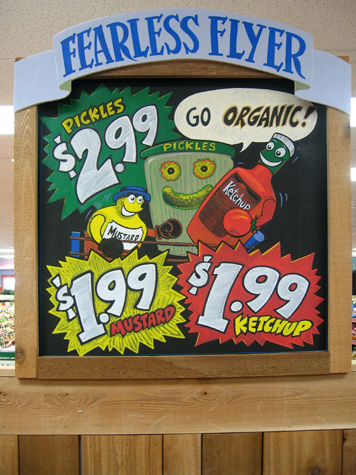 FEARLESS FLYER
PICKLES
$2.99
GO ORGANIC!
PICKLES
Ketchup
MUSTARD
$1.99
MUSTARD
$1.99
KETCHUP